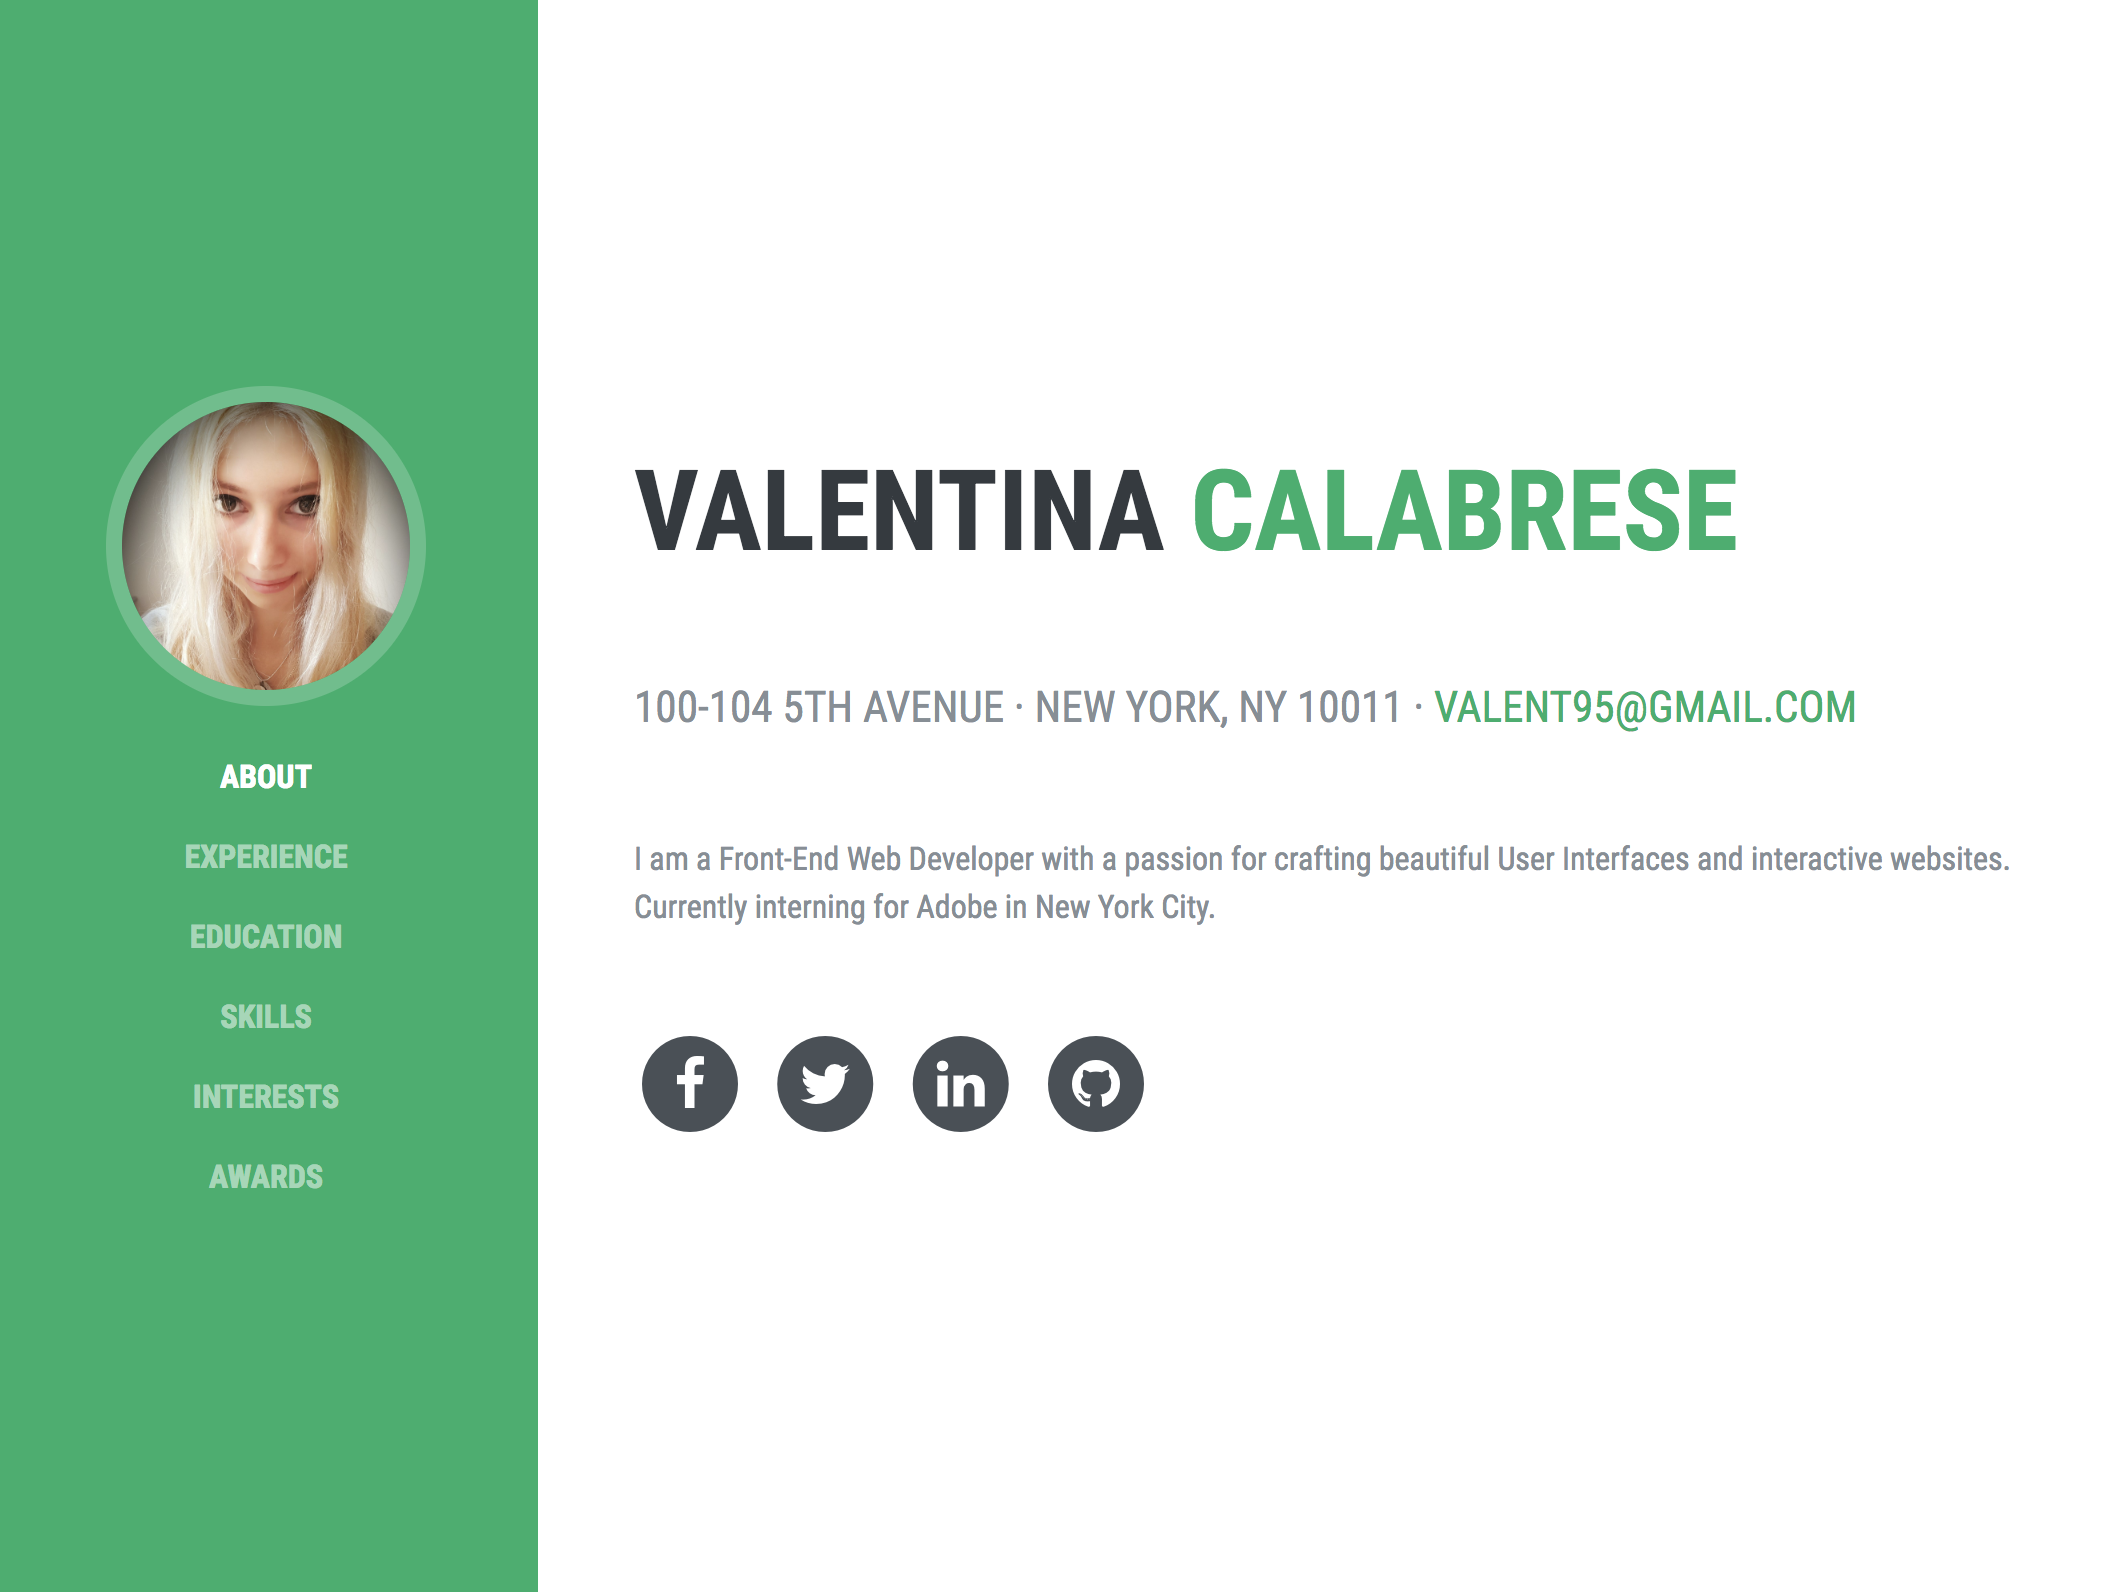 ABOUT
EXPERIENCE
EDUCATION
SKILLS
INTERESTS
AWARDS
VALENTINA CALABRESE
100-104 5TH AVENUE · NEW YORK, NY 10011 · VALENT95@GMAIL.COM
I am a Front-End Web Developer with a passion for crafting beautiful User Interfaces and interactive websites.
Currently interning for Adobe in New York City.